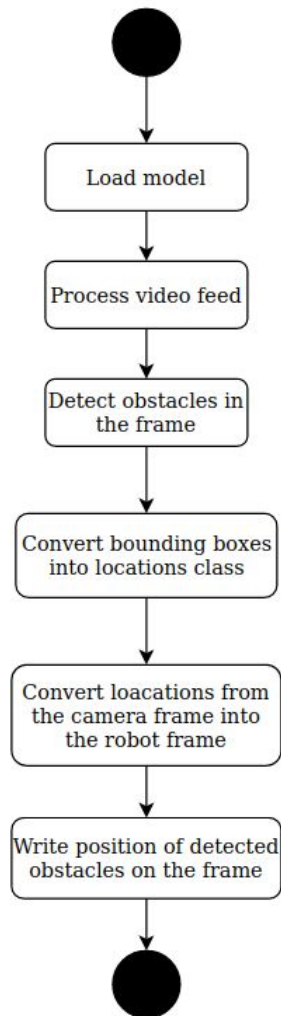 Load model
Process video feed
Detect obstacles in
the frame
Convert bounding boxes
into locations class
Convert loacations from
the camera frame into
the robot frame
Write position of detected
obstacles on the frame